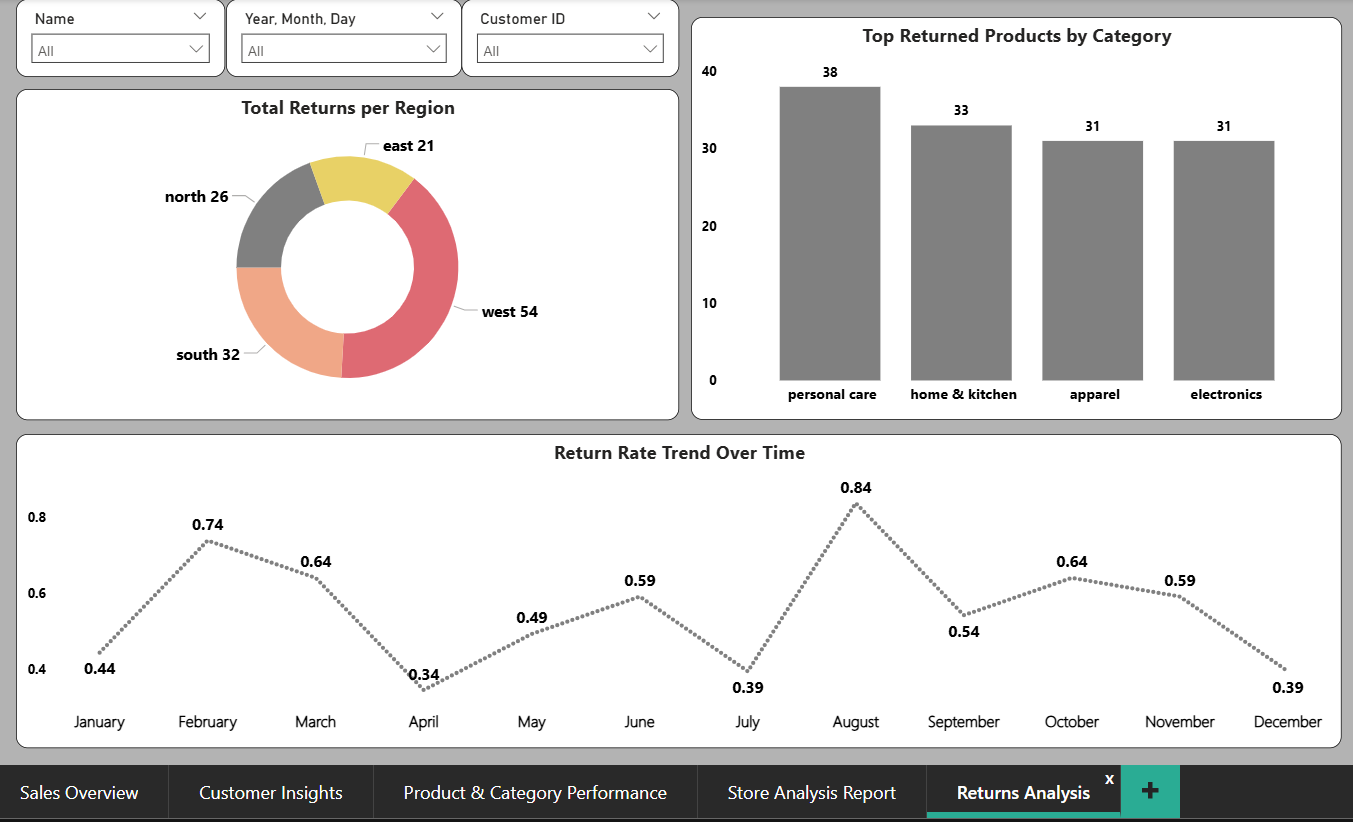 Name
All
Year, Month, Day
All
Customer ID
All
Total Returns per Region
east 21
north 26
west 54
south 32
Top Returned Products by Category
40
30
20
10
0
38
33
31
31
personal care
home & kitchen
apparel
electronics
Return Rate Trend Over Time
0.8
0.6
0.4
0.44
0.74
0.64
0.34
0.49
0.59
0.39
0.84
0.54
0.64
0.59
0.39
January
February
March
April
May
June
July
August
September
October
November
December
Sales Overview
Customer Insights
Product & Category Performance
Store Analysis Report
Returns Analysis
x
+